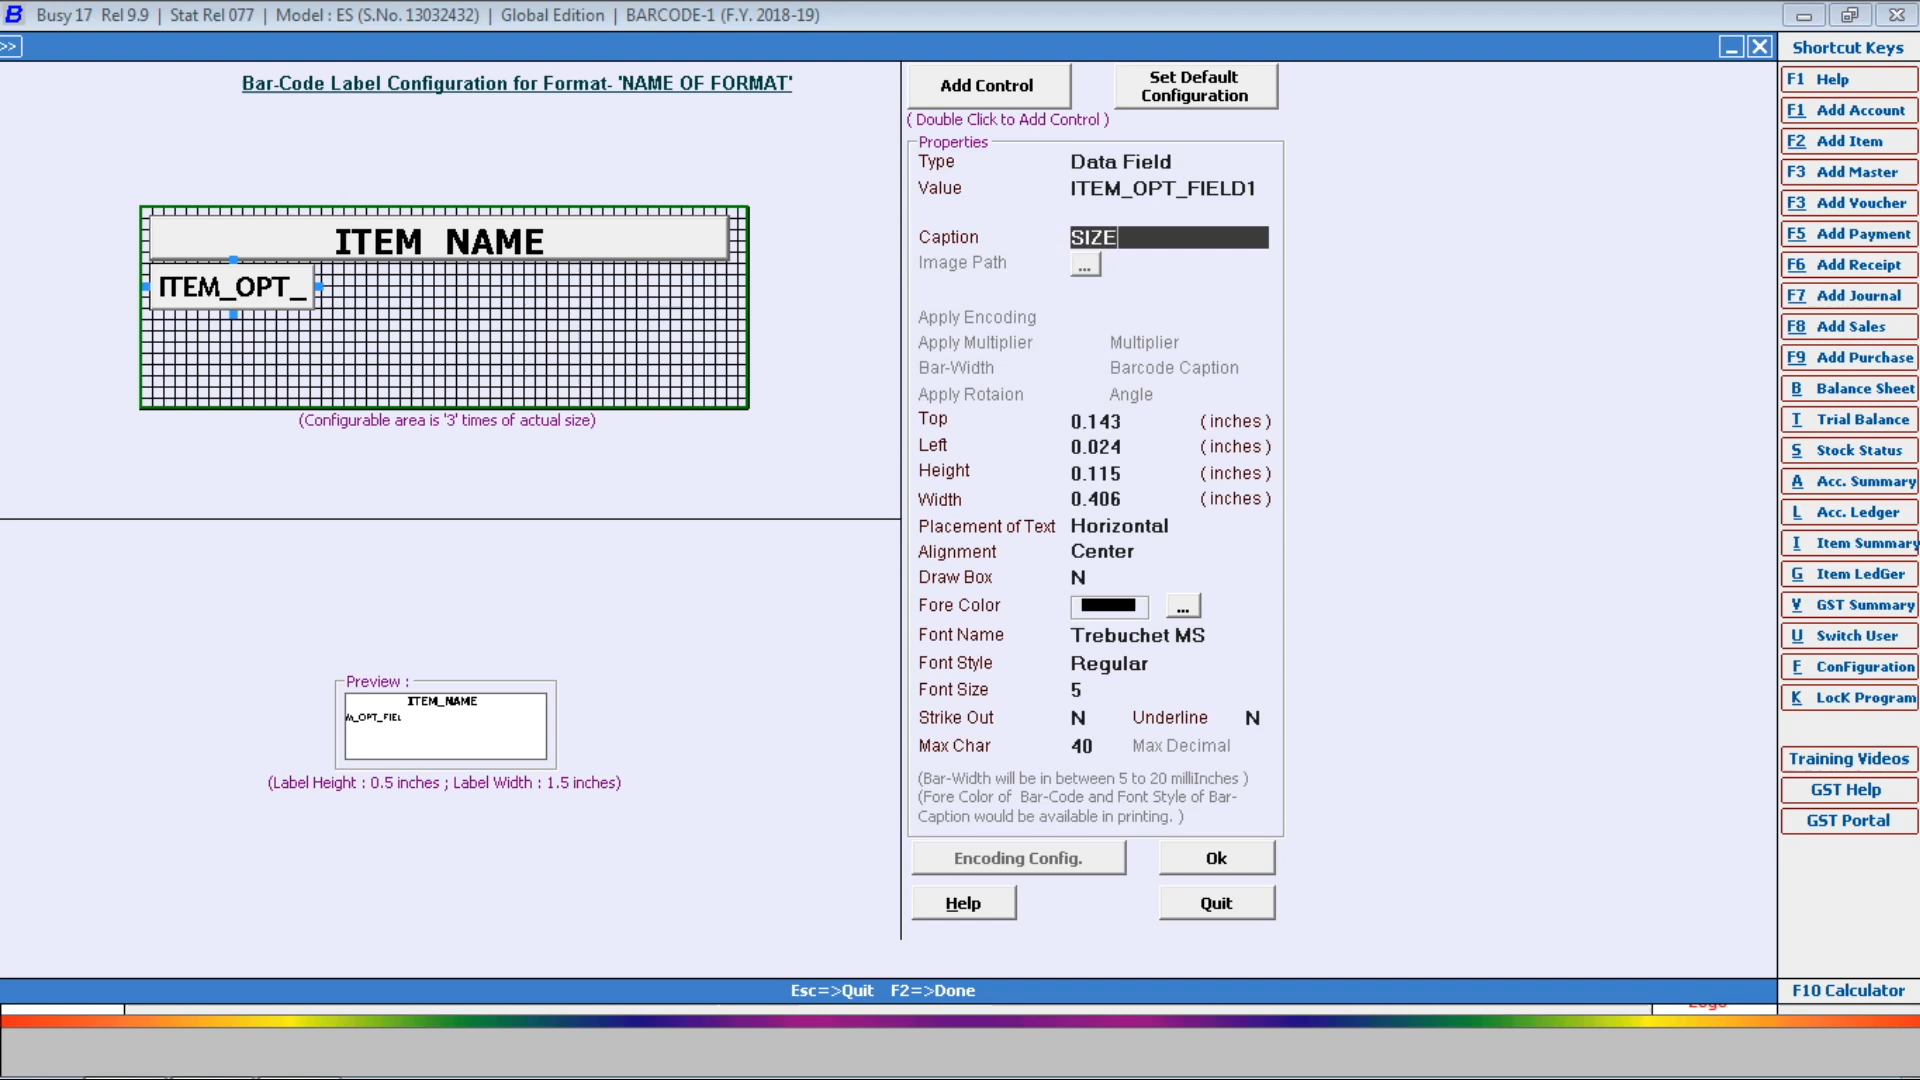 B Busy 17 Rel 9.9 | Stat Rel 077 | Model : ES (S.No. 13032432) | Global Edition | BARCODE-1 (F.Y. 2018-19)
>>
Bar-Code Label Configuration for Format- 'NAME OF FORMAT'
ITEM_NAME
ITEM_OPT_
(Configurable area is '3' times of actual size)
Preview :
ITEM_NAME
(Label Height : 0.5 inches ; Label Width : 1.5 inches)
Add Control
Set Default
Configuration
( Double Click to Add Control )
Properties
Type Data Field
Value ITEM_OPT_FIELD1
Caption SIZE
Image Path ...
Apply Encoding
Apply Multiplier Multiplier
Bar-Width Barcode Caption
Apply Rotaion Angle
Top 0.143 ( inches )
Left 0.024 ( inches )
Height 0.115 ( inches )
Width 0.406 ( inches )
Placement of Text Horizontal
Alignment Center
Draw Box N
Fore Color ...
Font Name Trebuchet MS
Font Style Regular
Font Size 5
Strike Out N Underline N
Max Char 40 Max Decimal
(Bar-Width will be in between 5 to 20 milliInches )
(Fore Color of Bar-Code and Font Style of Bar-
Caption would be available in printing. )
Encoding Config. Ok
Help Quit
Shortcut Keys
F1 Help
F1 Add Account
F2 Add Item
F3 Add Master
F3 Add Voucher
F5 Add Payment
F6 Add Receipt
F7 Add Journal
F8 Add Sales
F9 Add Purchase
B Balance Sheet
T Trial Balance
S Stock Status
A Acc. Summary
L Acc. Ledger
I Item Summary
G Item LedGer
Y GST Summary
U Switch User
F ConFiguration
K LocK Program
Training Videos
GST Help
GST Portal
Esc=>Quit F2=>Done
F10 Calculator